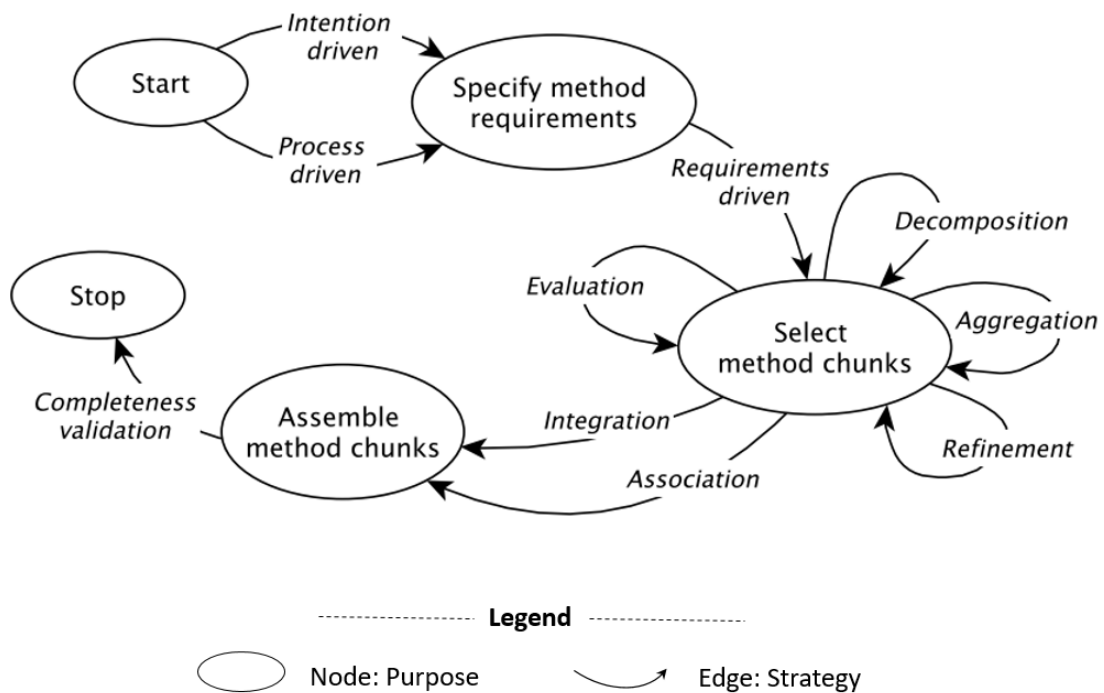 Intention
driven
Start
Specify method
requirements
Process
driven
Requirements
driven
Decomposition
Evaluation
Stop
Aggregation
Select
method chunks
Completeness
validation
Assemble
method chunks
Integration
Refinement
Association
Legend
Node: Purpose
Edge: Strategy